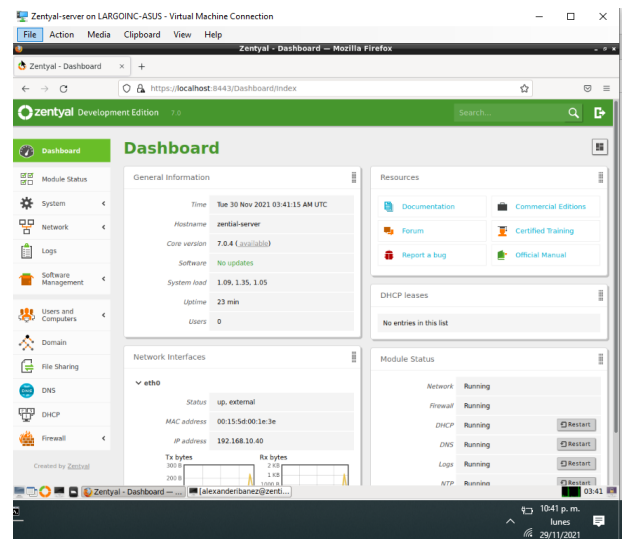 Zentyal-server on LARGOINC-ASUS - Virtual Machine Connection
File Action Media Clipboard View Help
Zentyal - Dashboard — Mozilla Firefox
Zentyal - Dashboard
https://localhost:8443/Dashboard/Index
zentyal Development Edition 7.0
Search...
Dashboard
Module Status
System
Network
Logs
Software Management
Users and Computers
Domain
File Sharing
DNS
DHCP
Firewall
Created by Zentyal
Dashboard
General Information
Time Tue 30 Nov 2021 03:41:15 AM UTC
Hostname zential-server
Core version 7.0.4 (available)
Software No updates
System load 1.09, 1.35, 1.05
Uptime 23 min
Users 0
Network Interfaces
eth0
Status up, external
MAC address 00:15:5d:00:1e:3e
IP address 192.168.10.40
Tx bytes
300 B
200 B
Rx bytes
2 KB
1 KB
1000 B
Resources
Documentation Commercial Editions
Forum Certified Training
Report a bug Official Manual
DHCP leases
No entries in this list
Module Status
Network Running
Firewall Running
DHCP Running Restart
DNS Running Restart
Logs Running Restart
NTP Running Restart
Zentyal - Dashboard — ...
[alexanderibanez@zenti...
03:41
10:41 p. m.
lunes
29/11/2021